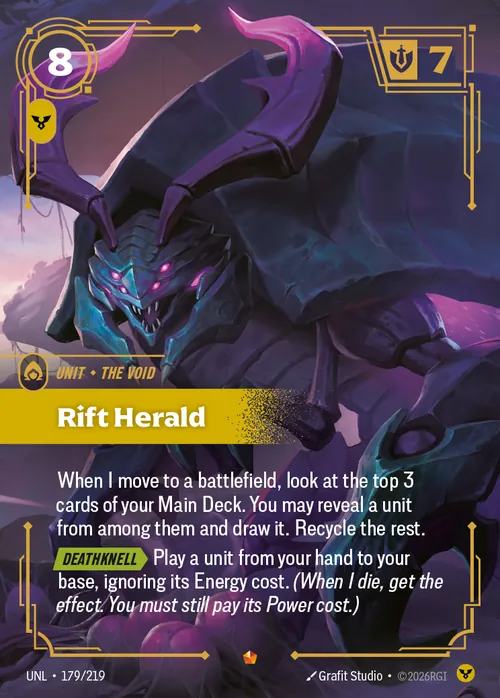 8
7
UNIT • THE VOID
Rift Herald
When I move to a battlefield, look at the top 3
cards of your Main Deck. You may reveal a unit
from among them and draw it. Recycle the rest.
DEATHKNELL Play a unit from your hand to your
base, ignoring its Energy cost. (When I die, get the
effect. You must still pay its Power cost.)
UNL • 179/219
Grafit Studio • ©2026RGI